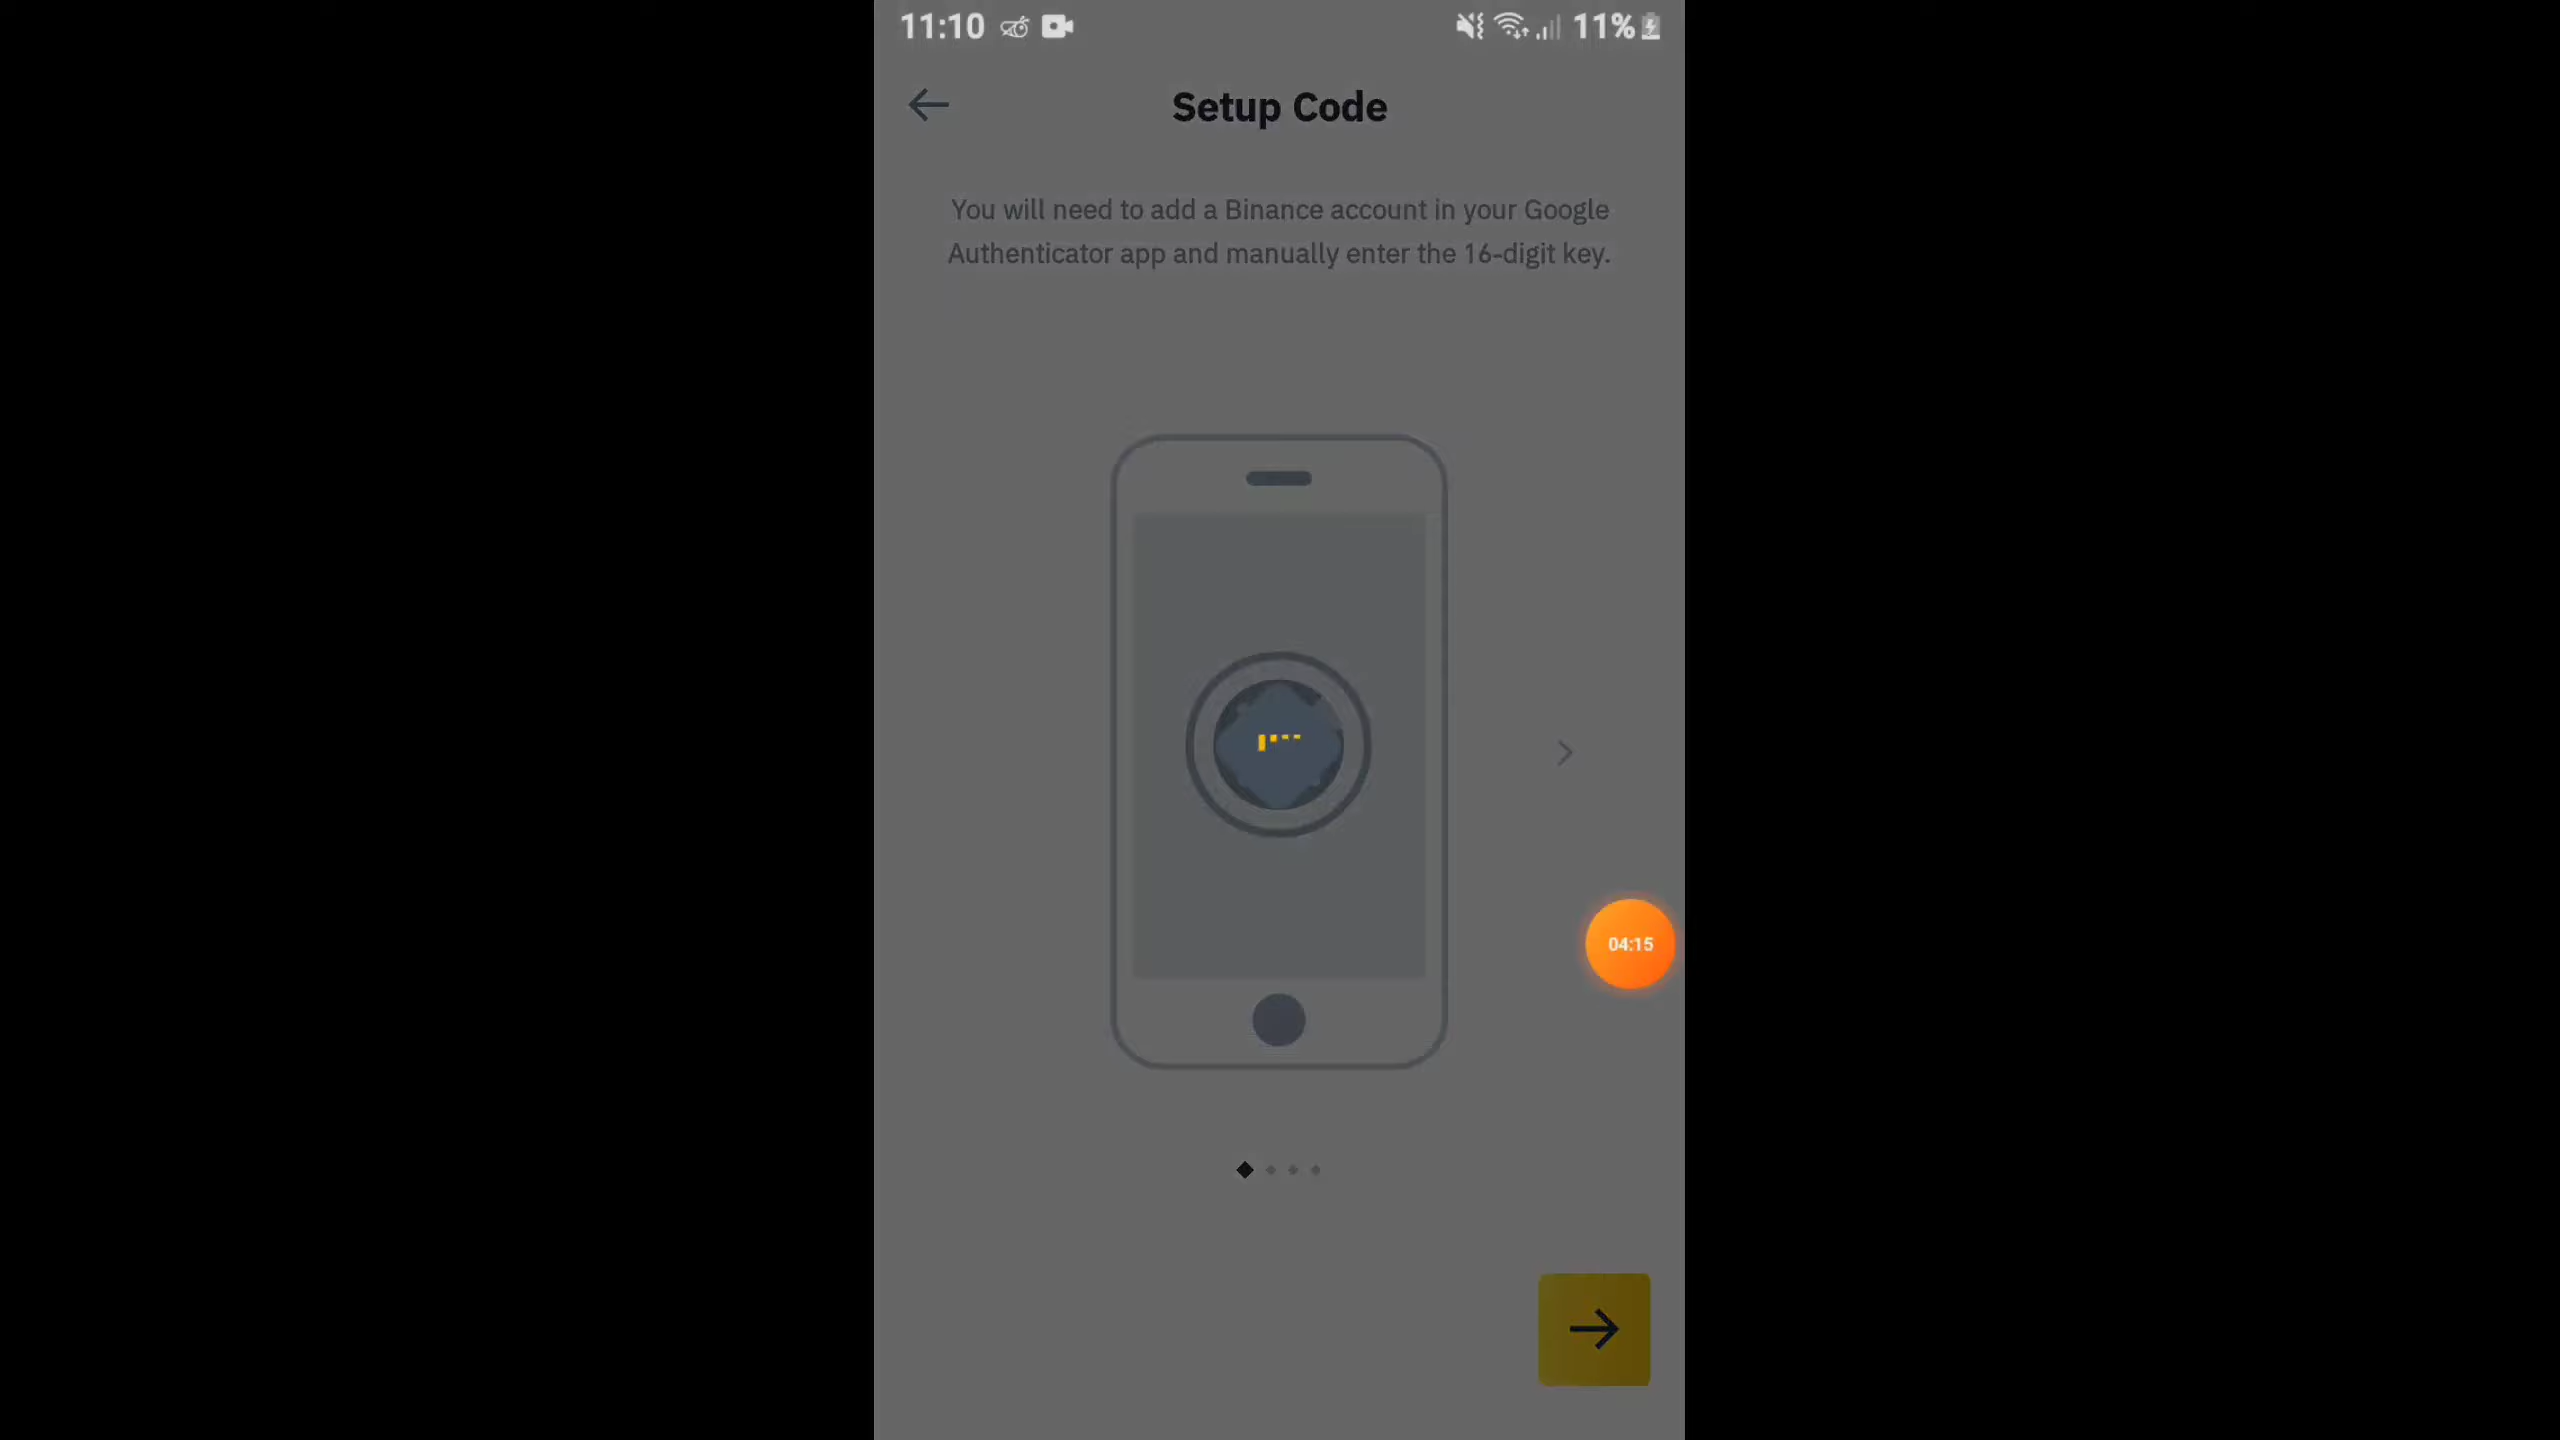 11:10
11%
Setup Code
You will need to add a Binance account in your Google
Authenticator app and manually enter the 16-digit key.
04:15